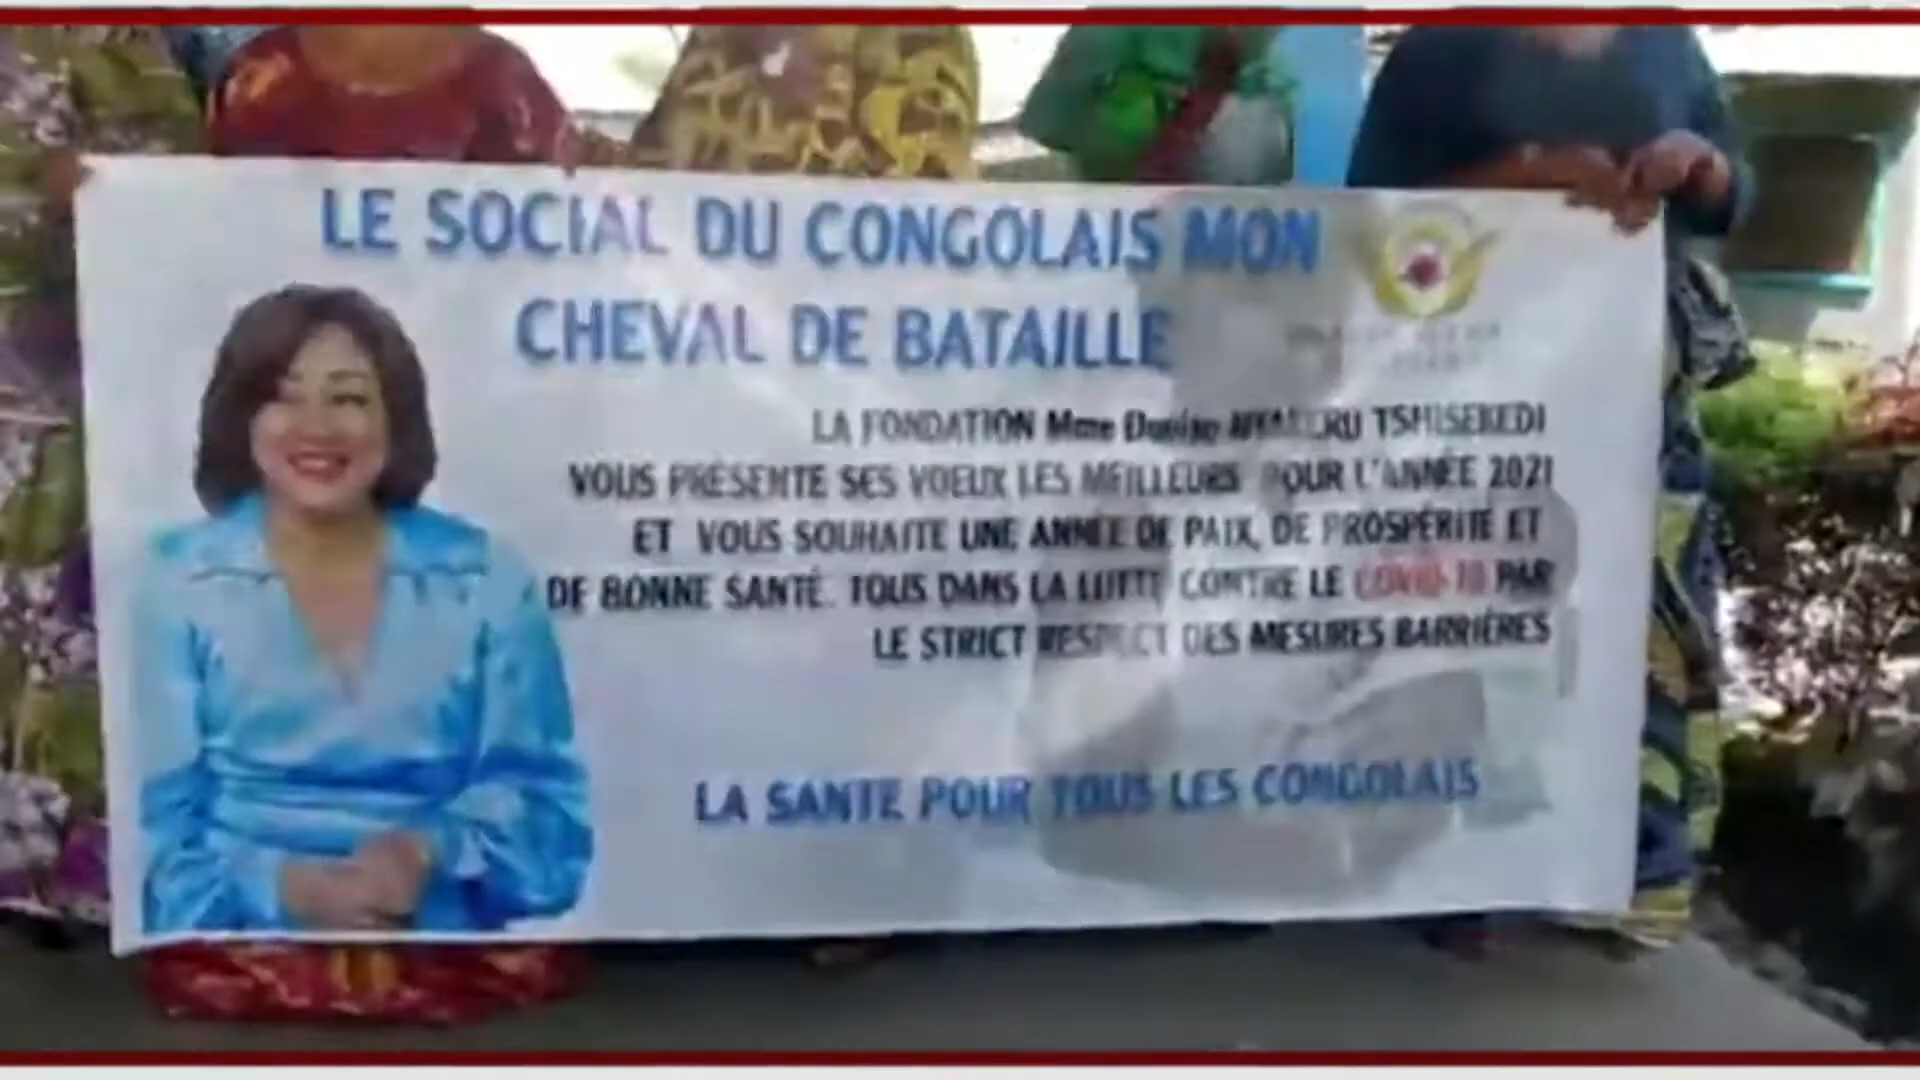 LE SOCIAL DU CONGOLAIS MON
CHEVAL DE BATAILLE
LA FONDATION Mme Denise TSHISEKEDI
VOUS PRÉSENTE SES VOEUX LES MEILLEURS POUR L'ANNÉE 2021
ET VOUS SOUHAITE UNE ANNÉE DE PAIX, DE PROSPÉRITÉ ET
DE BONNE SANTÉ. TOUS DANS LA LUTTE CONTRE LE COVID-19 PAR
LE STRICT RESPECT DES MESURES BARRIÈRES
LA SANTE POUR TOUS LES CONGOLAIS